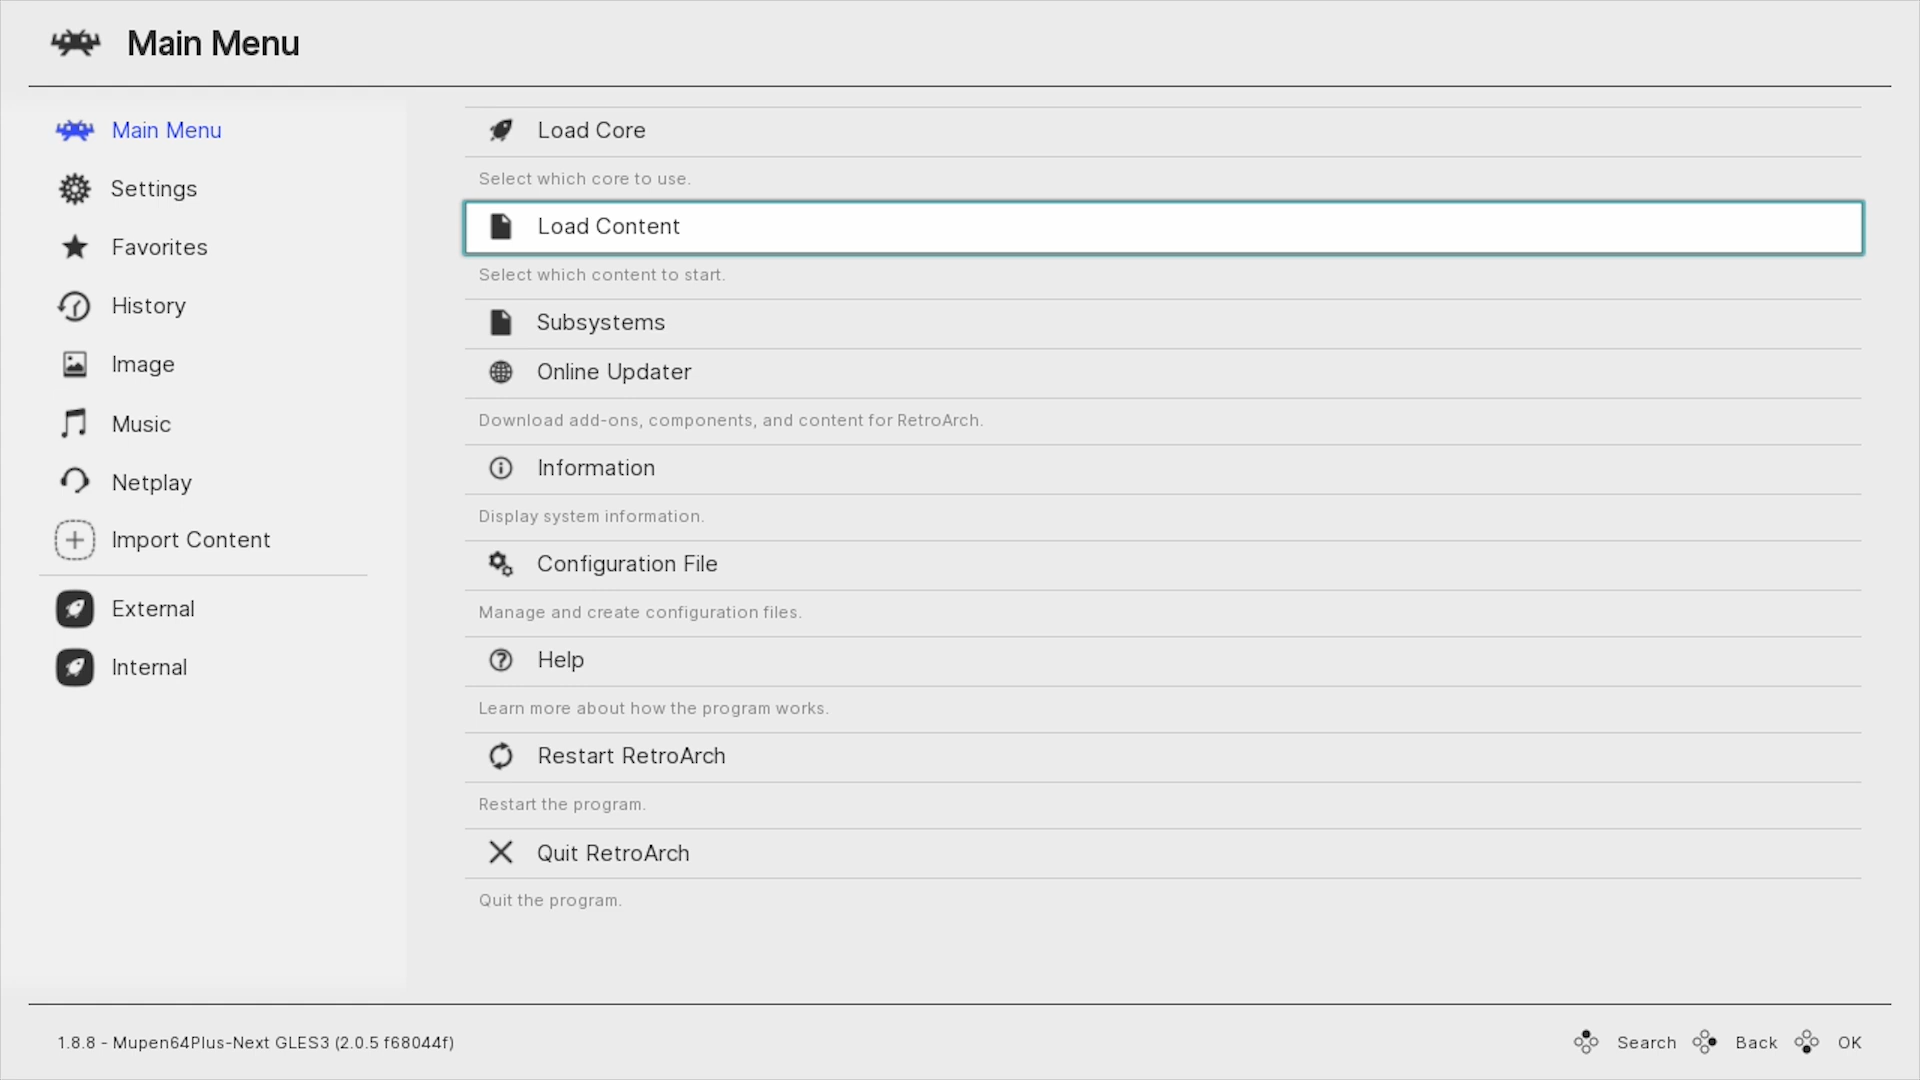 Main Menu
Main Menu
Settings
Favorites
History
Image
Music
Netplay
Import Content
External
Internal
Load Core
Select which core to use.
Load Content
Select which content to start.
Subsystems
Online Updater
Download add-ons, components, and content for RetroArch.
Information
Display system information.
Configuration File
Manage and create configuration files.
Help
Learn more about how the program works.
Restart RetroArch
Restart the program.
Quit RetroArch
Quit the program.
1.8.8 - Mupen64Plus-Next GLES3 (2.0.5 f68044f)
Search Back OK